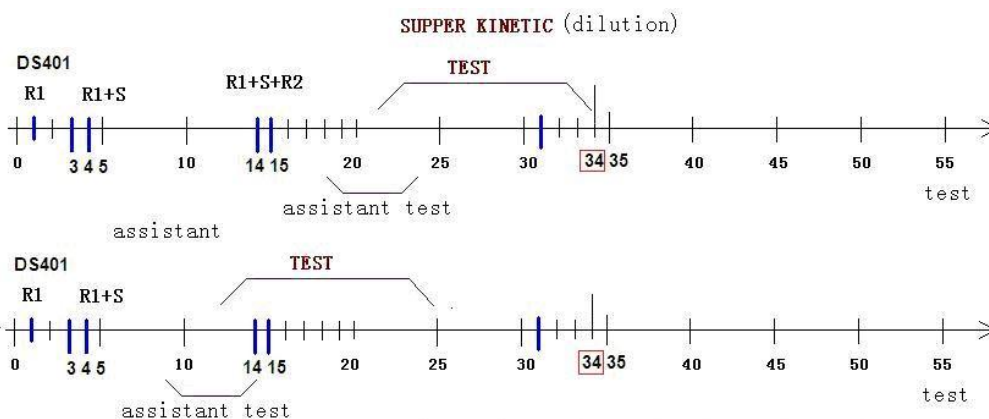 SUPPER KINETIC (dilution)
DS401
TEST
R1 R1+S R1+S+R2
0 3 4 5 10 14 15 20 25 30 34 35 40 45 50 55
test
assistant test
assistant
DS401
TEST
R1 R1+S
0 3 4 5 10 14 15 20 25 30 34 35 40 45 50 55
test
assistant test